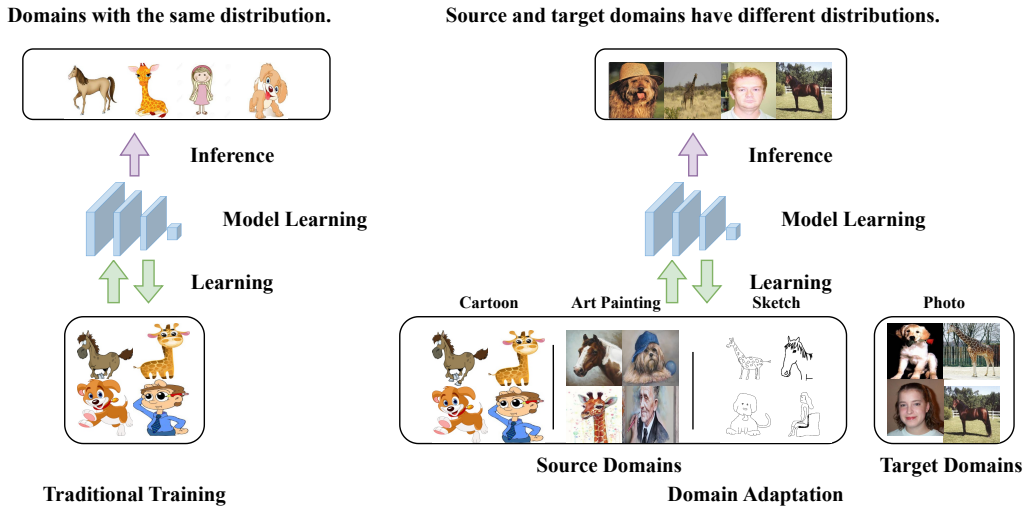 Domains with the same distribution.
Source and target domains have different distributions.
Inference
Inference
Model Learning
Model Learning
Learning
Learning
Cartoon
Art Painting
Sketch
Photo
Source Domains
Target Domains
Traditional Training
Domain Adaptation